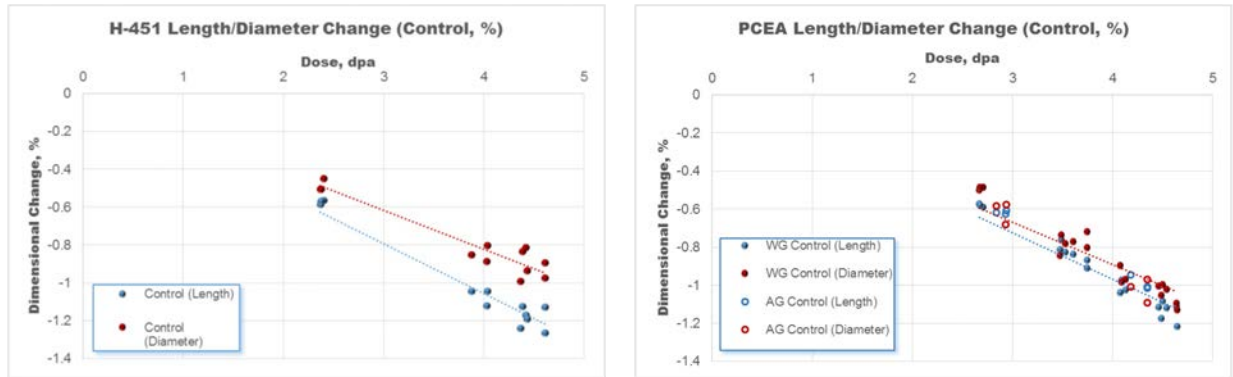 H-451 Length/Diameter Change (Control, %)
Dose, dpa
0 1 2 3 4 5
0
-0.2
-0.4
-0.6
-0.8
-1
-1.2
-1.4
Dimensional Change, %
Control (Length)
Control
(Diameter)
PCEA Length/Diameter Change (Control, %)
Dose, dpa
0 1 2 3 4 5
0
-0.2
-0.4
-0.6
-0.8
-1
-1.2
-1.4
Dimensional Change, %
WG Control (Length)
WG Control (Diameter)
AG Control (Length)
AG Control (Diameter)